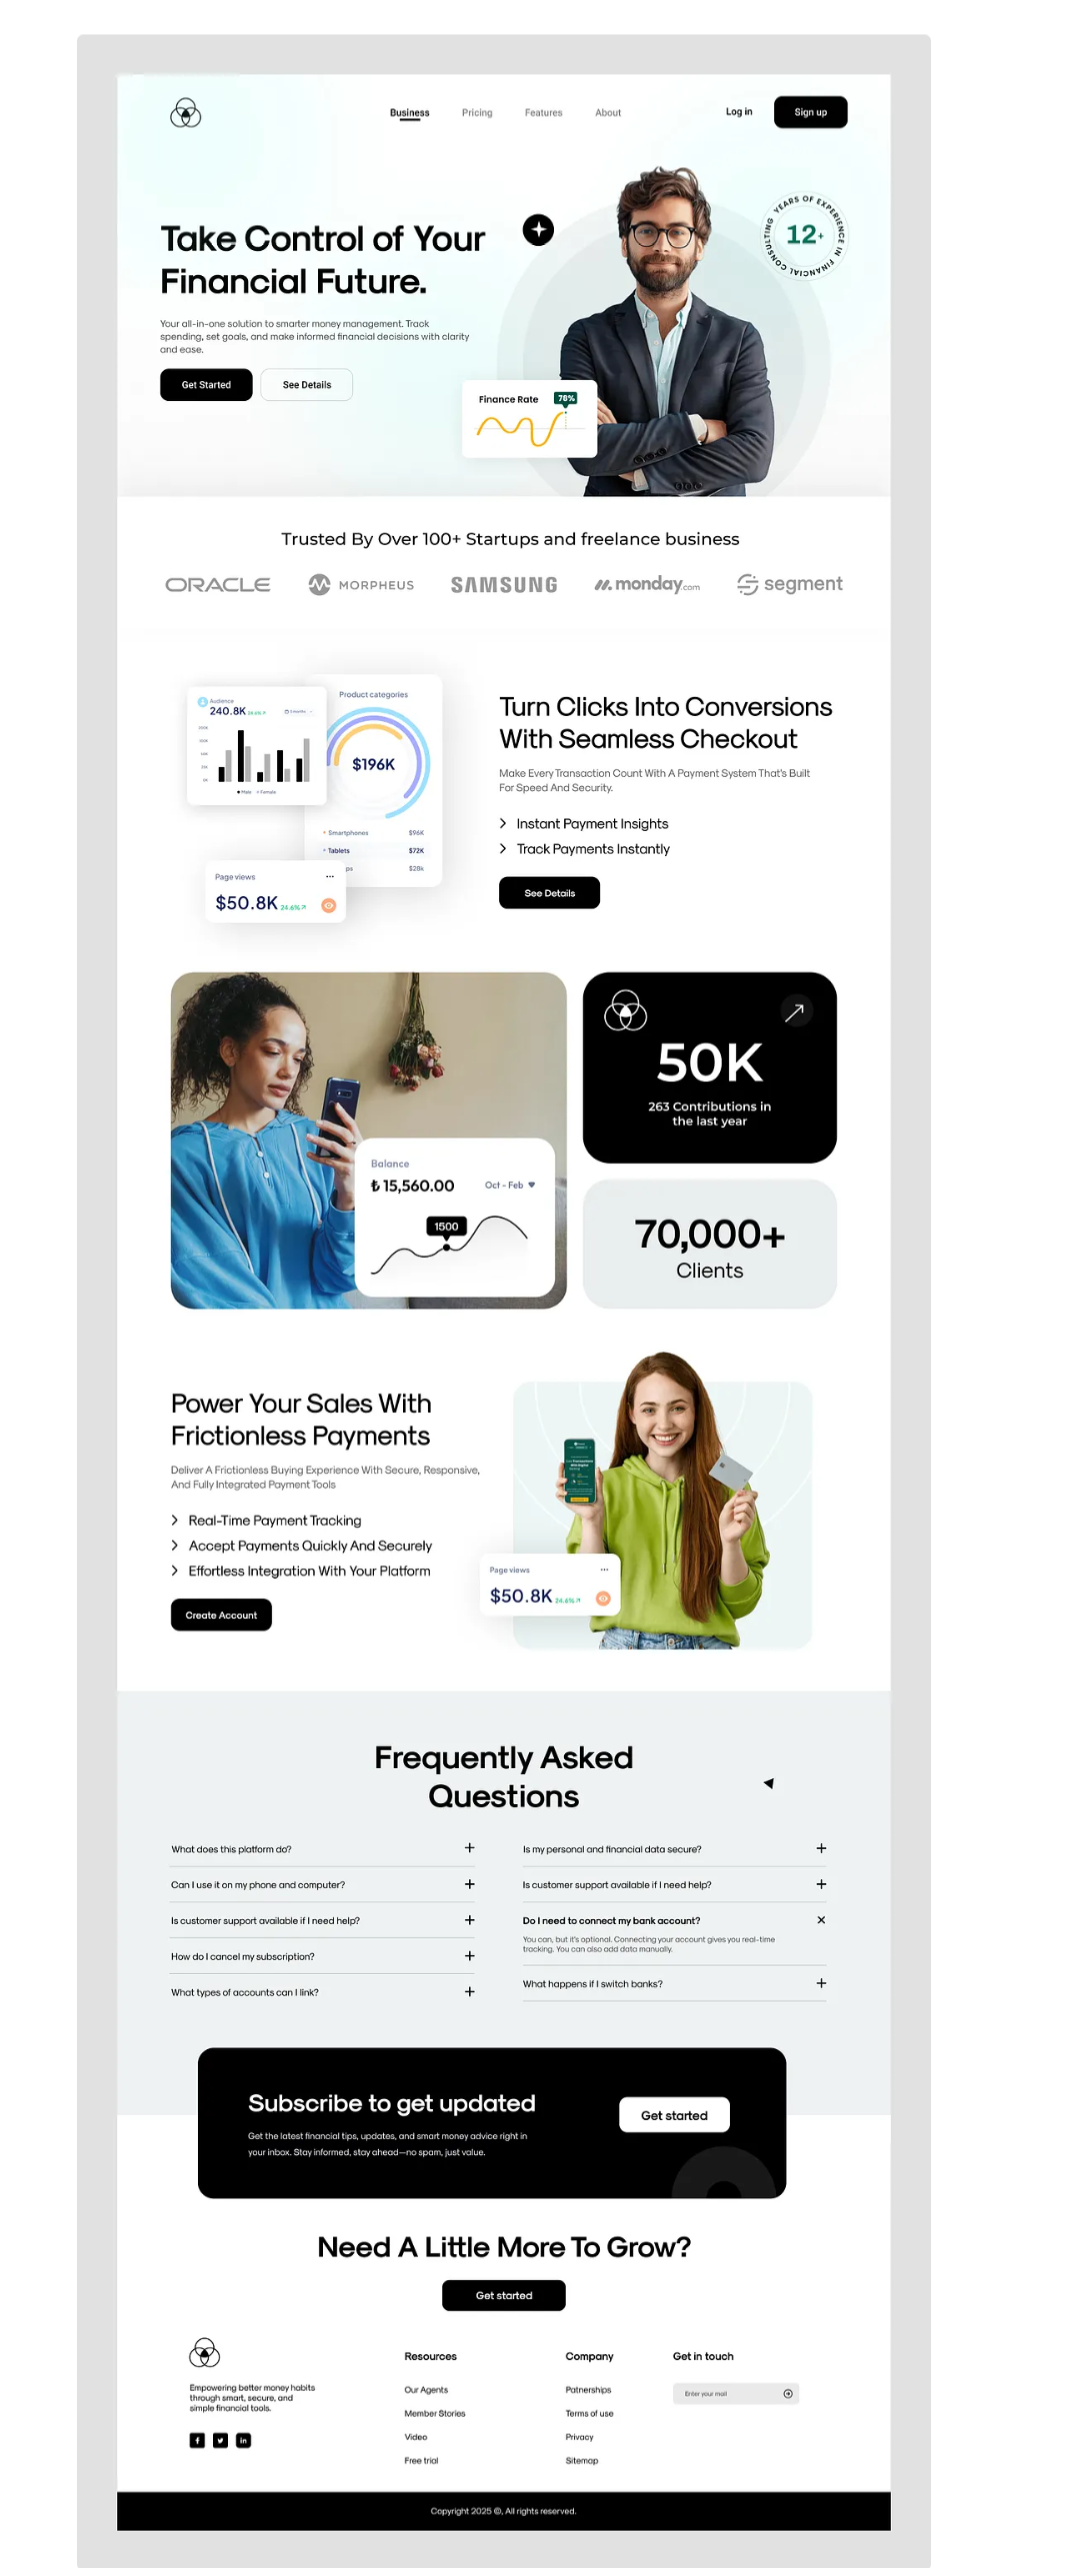 Business
Pricing
Features
About
Log in
Sign up
Take Control of Your
Financial Future.
Your all-in-one solution to smarter money management. Track
spending, set goals, and make informed financial decisions with clarity
and ease.
Get Started
See Details
YEARS OF EXPERIENCE IN FINANCIAL CONSULTING
12+
Finance Rate
76%
Trusted By Over 100+ Startups and freelance business
ORACLE
MORPHEUS
SAMSUNG
monday.com
segment
Audience
240.8K 24.6%
Male
Female
Product categories
$196K
Smartphones $96K
Tablets $72K
ps $28k
Page views
$50.8K 24.6%
Turn Clicks Into Conversions
With Seamless Checkout
Make Every Transaction Count With A Payment System That's Built
For Speed And Security.
Instant Payment Insights
Track Payments Instantly
See Details
Balance
₺ 15,560.00
Oct - Feb
1500
50K
263 Contributions in
the last year
70,000+
Clients
Power Your Sales With
Frictionless Payments
Deliver A Frictionless Buying Experience With Secure, Responsive,
And Fully Integrated Payment Tools
Real-Time Payment Tracking
Accept Payments Quickly And Securely
Effortless Integration With Your Platform
Create Account
Page views
$50.8K 24.6%
Frequently Asked
Questions
What does this platform do?
Can I use it on my phone and computer?
Is customer support available if I need help?
How do I cancel my subscription?
What types of accounts can I link?
Is my personal and financial data secure?
Is customer support available if I need help?
Do I need to connect my bank account?
You can, but it's optional. Connecting your account gives you real-time
tracking. You can also add data manually.
What happens if I switch banks?
Subscribe to get updated
Get the latest financial tips, updates, and smart money advice right in
your inbox. Stay informed, stay ahead—no spam, just value.
Get started
Need A Little More To Grow?
Get started
Empowering better money habits
through smart, secure, and
simple financial tools.
f
in
Resources
Our Agents
Member Stories
Video
Free trial
Company
Patnerships
Terms of use
Privacy
Sitemap
Get in touch
Enter your mail
Copyright 2025 ©, All rights reserved.